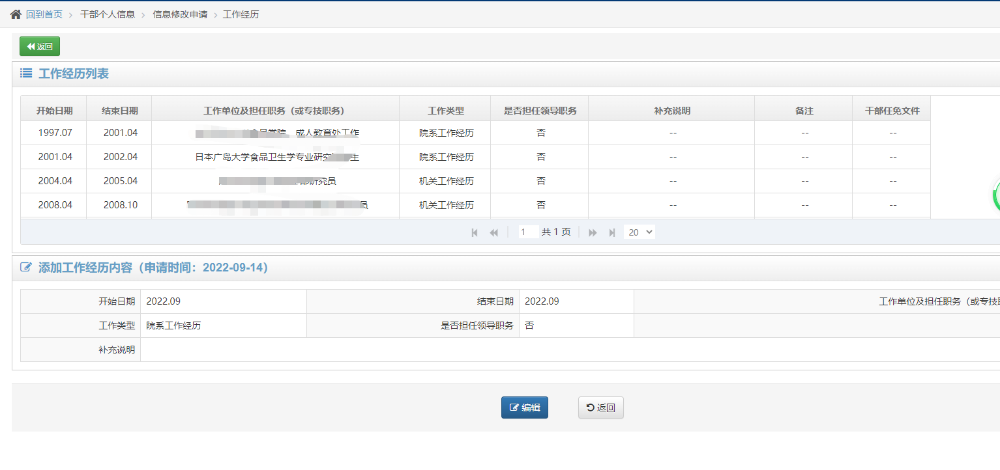 回到首页 > 干部个人信息 > 信息修改申请 > 工作经历
返回
工作经历列表
开始日期 结束日期 工作单位及担任职务（或专技职务） 工作类型 是否担任领导职务 补充说明 备注 干部任免文件
1997.07 2001.04 食品学院、成人教育处工作 院系工作经历 否 -- -- --
2001.04 2002.04 日本广岛大学食品卫生学专业研究 生 院系工作经历 否 -- -- --
2004.04 2005.04 研究员 机关工作经历 否 -- -- --
2008.04 2008.10 员 机关工作经历 否 -- -- --
1 共 1 页 20
添加工作经历内容（申请时间：2022-09-14）
开始日期 2022.09 结束日期 2022.09 工作单位及担任职务（或专技
工作类型 院系工作经历 是否担任领导职务 否
补充说明
编辑 返回